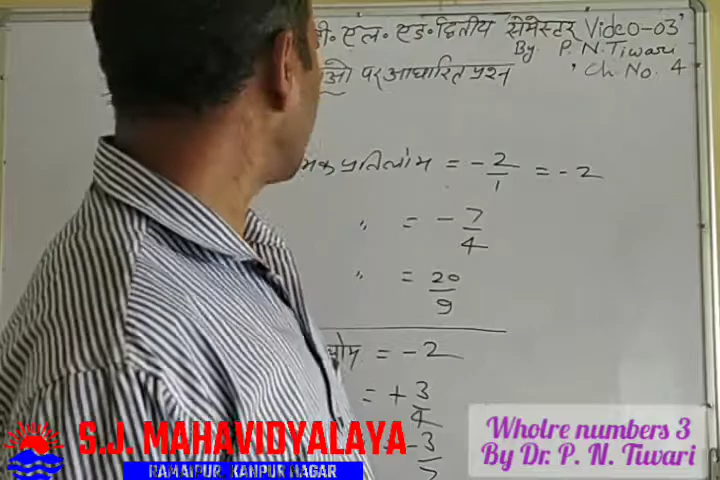 डी॰ एल॰ एड॰ द्वितीय सेमेस्टर Video-03
By P. N. Tiwari
पर आधारित प्रश्न
Ch No. 4
प्रतिलोम = - 2/1 = - 2
" = - 7/4
" = 20/9
= - 2
= + 3/4
- 3/
S.J. MAHAVIDYALAYA
RAMAIPUR, KANPUR NAGAR
Wholre numbers 3
By Dr. P. N. Tiwari